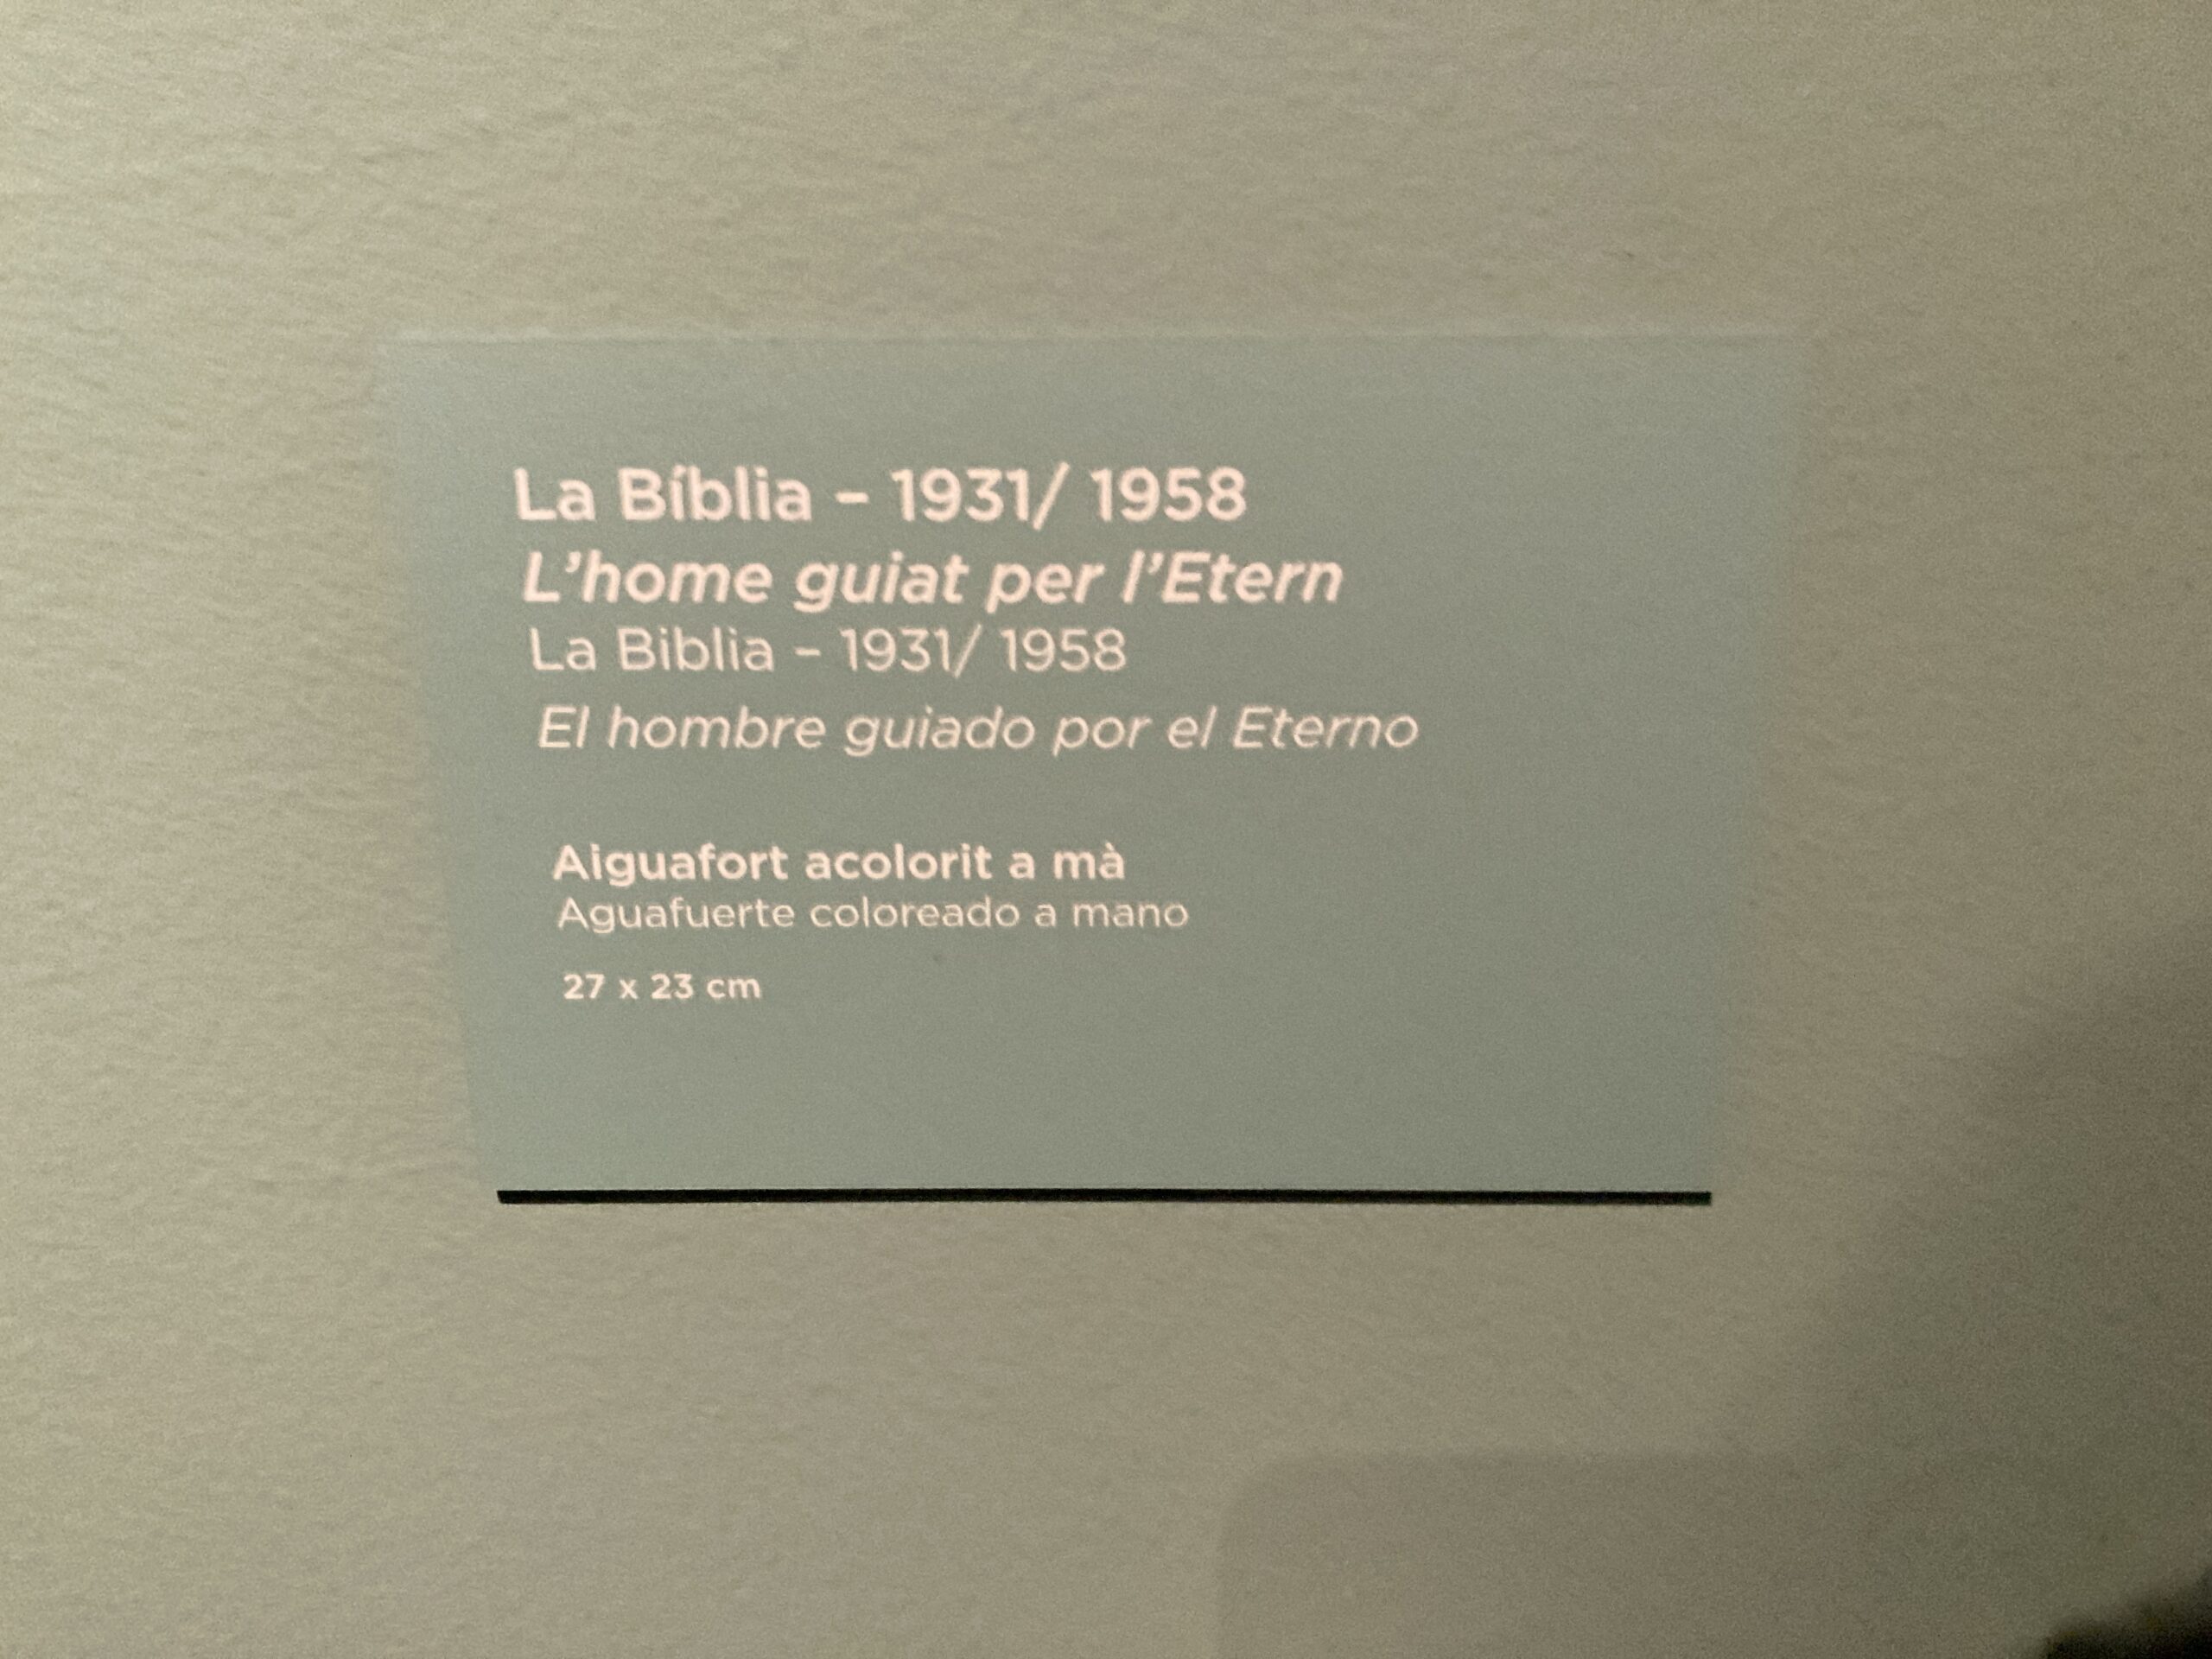 La Bíblia – 1931/ 1958
L'home guiat per l'Etern
La Biblia – 1931/ 1958
El hombre guiado por el Eterno
Aiguafort acolorit a mà
Aguafuerte coloreado a mano
27 x 23 cm